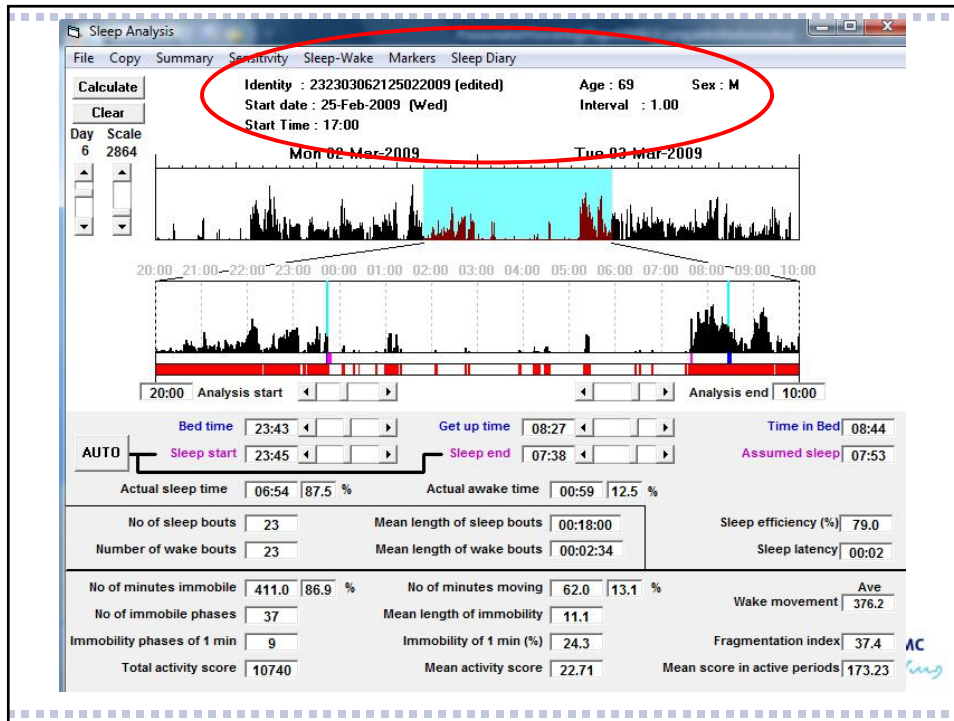 Sleep Analysis
File Copy Summary Sensitivity Sleep-Wake Markers Sleep Diary
Calculate
Clear
Identity : 232303062125022009 (edited) Age : 69 Sex : M
Start date : 25-Feb-2009 (Wed) Interval : 1.00
Start Time : 17:00
Day Scale
6 2864
Mon 02-Mar-2009 Tue 03-Mar-2009
20:00 21:00 22:00 23:00 00:00 01:00 02:00 03:00 04:00 05:00 06:00 07:00 08:00 09:00 10:00
20:00 Analysis start Analysis end 10:00
Bed time 23:43 Get up time 08:27 Time in Bed 08:44
AUTO Sleep start 23:45 Sleep end 07:38 Assumed sleep 07:53
Actual sleep time 06:54 87.5 % Actual awake time 00:59 12.5 %
No of sleep bouts 23 Mean length of sleep bouts 00:18:00 Sleep efficiency (%) 79.0
Number of wake bouts 23 Mean length of wake bouts 00:02:34 Sleep latency 00:02
No of minutes immobile 411.0 86.9 % No of minutes moving 62.0 13.1 % Wake movement Ave 376.2
No of immobile phases 37 Mean length of immobility 11.1
Immobility phases of 1 min 9 Immobility of 1 min (%) 24.3 Fragmentation index 37.4
Total activity score 10740 Mean activity score 22.71 Mean score in active periods 173.23
MC